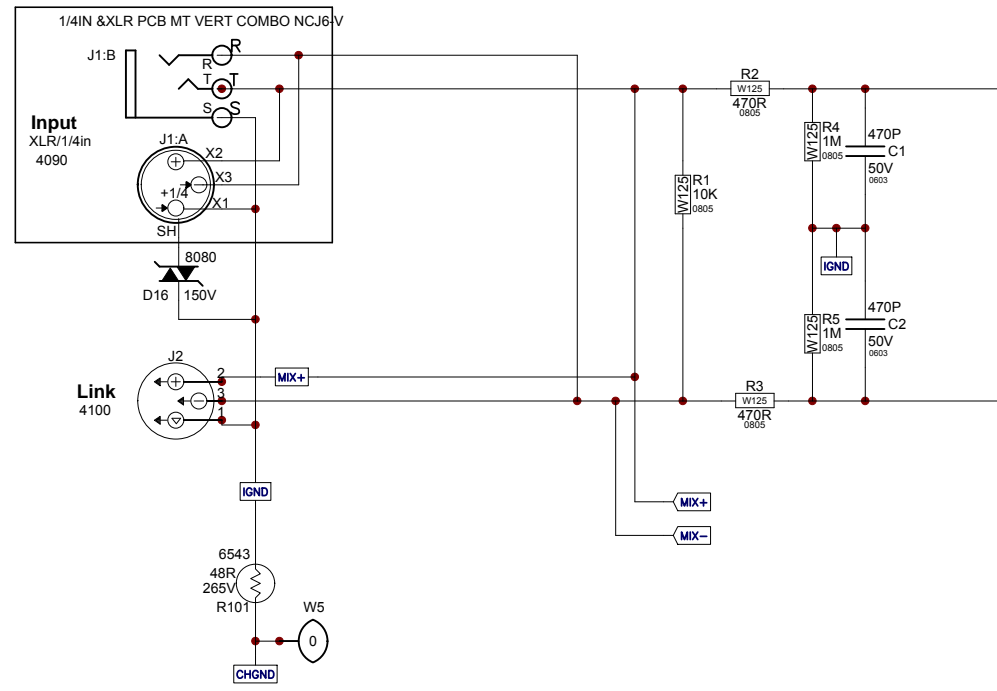 1/4IN &XLR PCB MT VERT COMBO NCJ6-V
J1:B
R
R
T
T
S
S
Input
XLR/1/4in
4090
J1:A
X2
X3
+1/4
X1
SH
8080
D16
150V
J2
Link
4100
2
3
1
MIX+
IGND
6543
48R
265V
R101
W5
0
CHGND
R1
10K
0805
W125
R2
W125
470R
0805
R4
1M
0805
W125
470P
C1
50V
0603
IGND
R5
1M
0805
W125
470P
C2
50V
0603
R3
W125
470R
0805
MIX+
MIX-